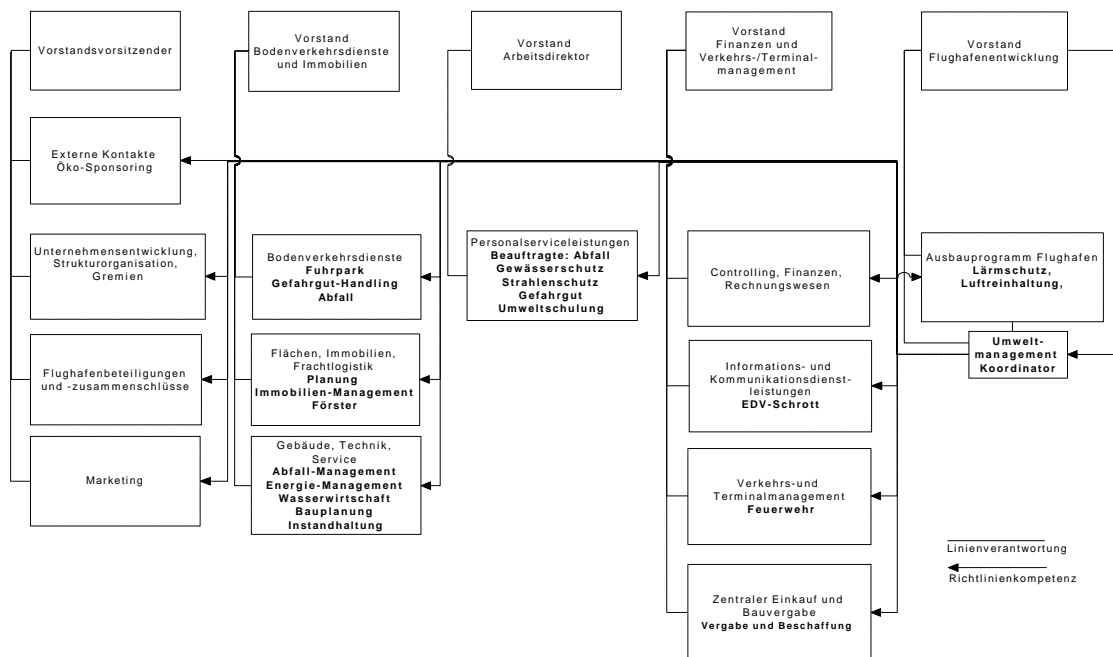 Vorstandsvorsitzender
Vorstand
Bodenverkehrsdienste
und Immobilien
Vorstand
Arbeitsdirektor
Vorstand
Finanzen und
Verkehrs-/Terminal-
management
Vorstand
Flughafenentwicklung
Externe Kontakte
Öko-Sponsoring
Unternehmensentwicklung,
Strukturorganisation,
Gremien
Flughafenbeteiligungen
und -zusammenschlüsse
Marketing
Bodenverkehrsdienste
Fuhrpark
Gefahrgut-Handling
Abfall
Flächen, Immobilien,
Frachtlogistik
Planung
Immobilien-Management
Förster
Gebäude, Technik,
Service
Abfall-Management
Energie-Management
Wasserwirtschaft
Bauplanung
Instandhaltung
Personalserviceleistungen
Beauftragte: Abfall
Gewässerschutz
Strahlenschutz
Gefahrgut
Umweltschulung
Controlling, Finanzen,
Rechnungswesen
Informations- und
Kommunikationsdienst-
leistungen
EDV-Schrott
Verkehrs-und
Terminalmanagement
Feuerwehr
Zentraler Einkauf und
Bauvergabe
Vergabe und Beschaffung
Ausbauprogramm Flughafen
Lärmschutz,
Luftreinhaltung,
Umwelt-
management
Koordinator
Linienverantwortung
Richtlinienkompetenz